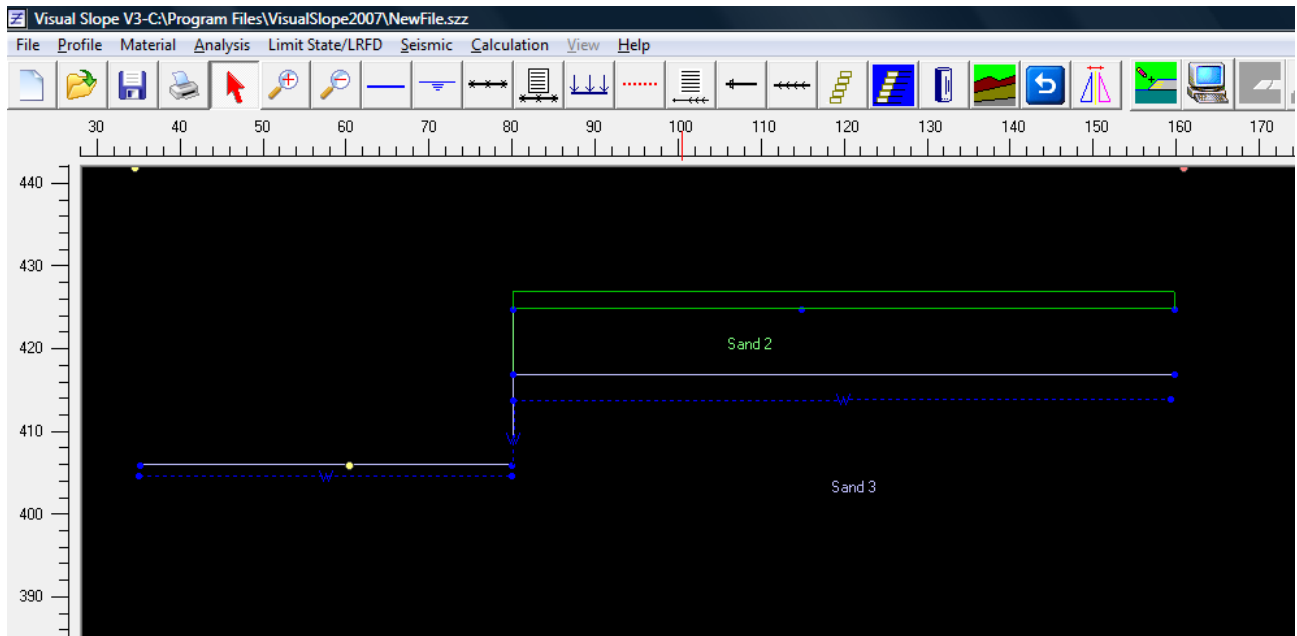 Visual Slope V3-C:\Program Files\VisualSlope2007\NewFile.szz
File Profile Material Analysis Limit State/LRFD Seismic Calculation View Help
30 40 50 60 70 80 90 100 110 120 130 140 150 160 170
440
430
420
Sand 2
W
410
W
W
400
Sand 3
390